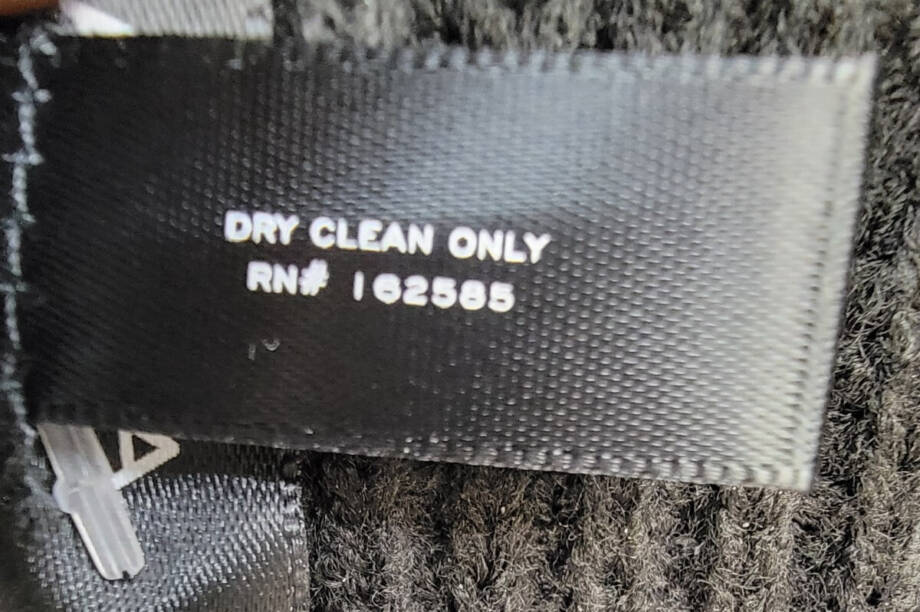 DRY CLEAN ONLY
RN# 162585